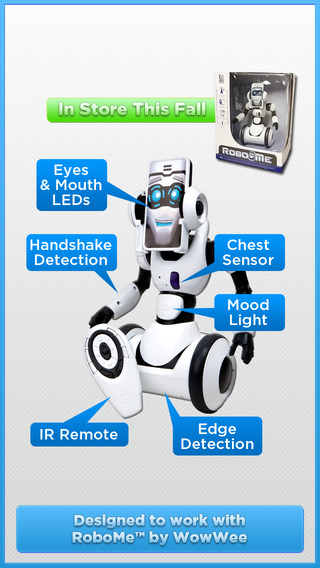 In Store This Fall
ROBOME
Eyes
& Mouth
LEDs
Handshake
Detection
Chest
Sensor
Mood
Light
IR Remote
Edge
Detection
Designed to work with
RoboMe™ by WowWee